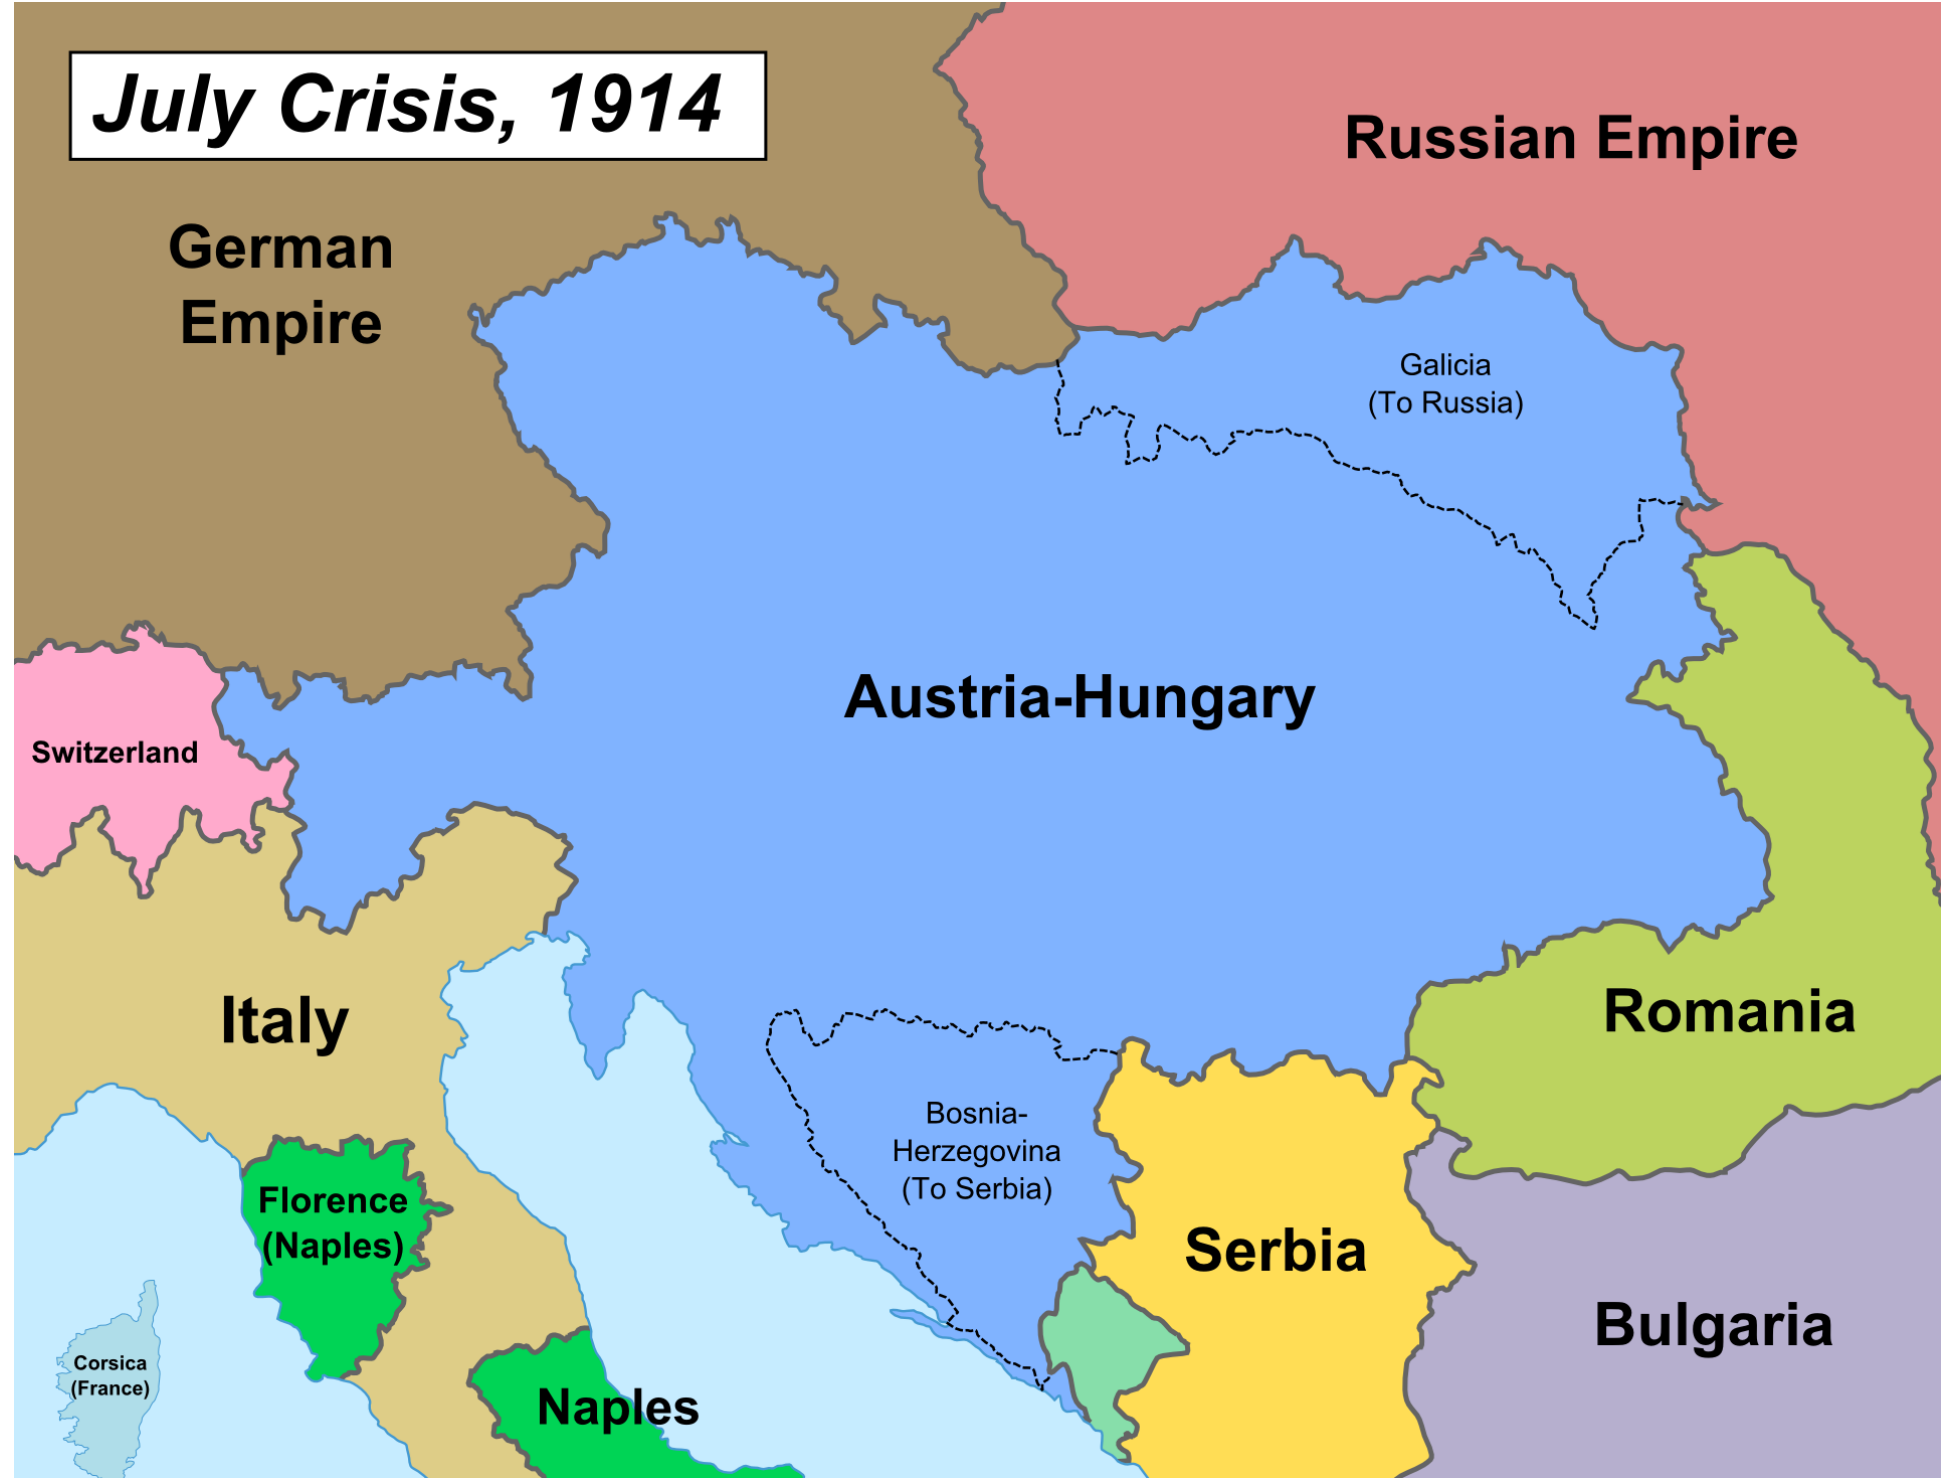 July Crisis, 1914
Russian Empire
German
Empire
Galicia
(To Russia)
Austria-Hungary
Switzerland
Italy
Romania
Bosnia-
Herzegovina
(To Serbia)
Florence
(Naples)
Serbia
Bulgaria
Corsica
(France)
Naples